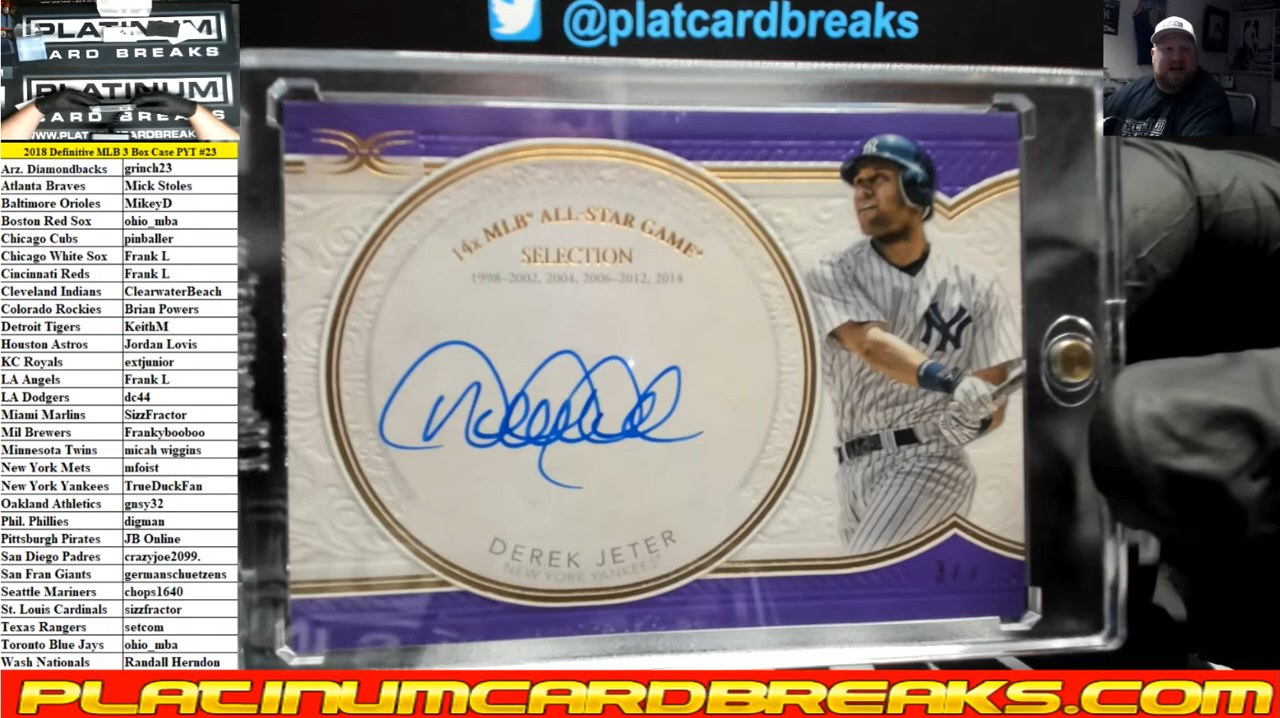 @platcardbreaks
PLATINUM
CARD BREAKS
PLATINUM
CARD BREAKS
2018 Definitive MLB 3 Box Case PYT #23
Arz. Diamondbacks grinch23
Atlanta Braves Mick Stoles
Baltimore Orioles MikeyD
Boston Red Sox ohio_mba
Chicago Cubs pinballer
Chicago White Sox Frank L
Cincinnati Reds Frank L
Cleveland Indians ClearwaterBeach
Colorado Rockies Brian Powers
Detroit Tigers KeithM
Houston Astros Jordan Lovis
KC Royals extjunior
LA Angels Frank L
LA Dodgers dc44
Miami Marlins SizzFractor
Mil Brewers Frankybooboo
Minnesota Twins micah wiggins
New York Mets mfoist
New York Yankees TrueDuckFan
Oakland Athletics gnsy32
Phil. Phillies digman
Pittsburgh Pirates JB Online
San Diego Padres crazyjoe2099.
San Fran Giants germanschuetzens
Seattle Mariners chops1640
St. Louis Cardinals sizzfractor
Texas Rangers setcom
Toronto Blue Jays ohio_mba
Wash Nationals Randall Herndon
14x MLB® ALL-STAR GAME®
SELECTION
1998–2002, 2004, 2006–2012, 2014
DEREK JETER
NEW YORK YANKEES®
NY
PLATINUMCARDBREAKS.COM